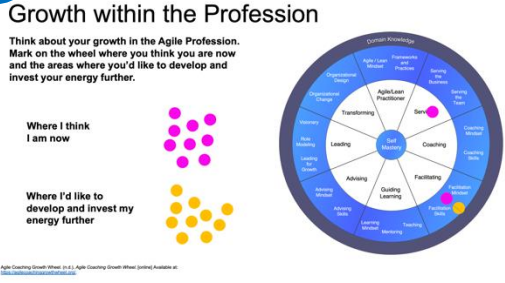 Growth within the Profession
Think about your growth in the Agile Profession.
Mark on the wheel where you think you are now
and the areas where you'd like to develop and
invest your energy further.
Where I think
I am now
Where I'd like to
develop and invest my
energy further
Domain Knowledge
Agile / Lean
Mindset
Frameworks
and
Practices
Serving
the
Business
Serving
the
Team
Coaching
Mindset
Coaching
Skills
Facilitation
Mindset
Facilitation
Skills
Teaching
Mentoring
Learning
Mindset
Advising
Skills
Advising
Mindset
Leading
for
Growth
Role
Modeling
Visionary
Organizational
Change
Organizational
Design
Agile/Lean
Practitioner
Coaching
Facilitating
Guiding
Learning
Advising
Leading
Transforming
Self
Mastery
Agile Coaching Growth Wheel. (n.d.), Agile Coaching Growth Wheel. [online] Available at: